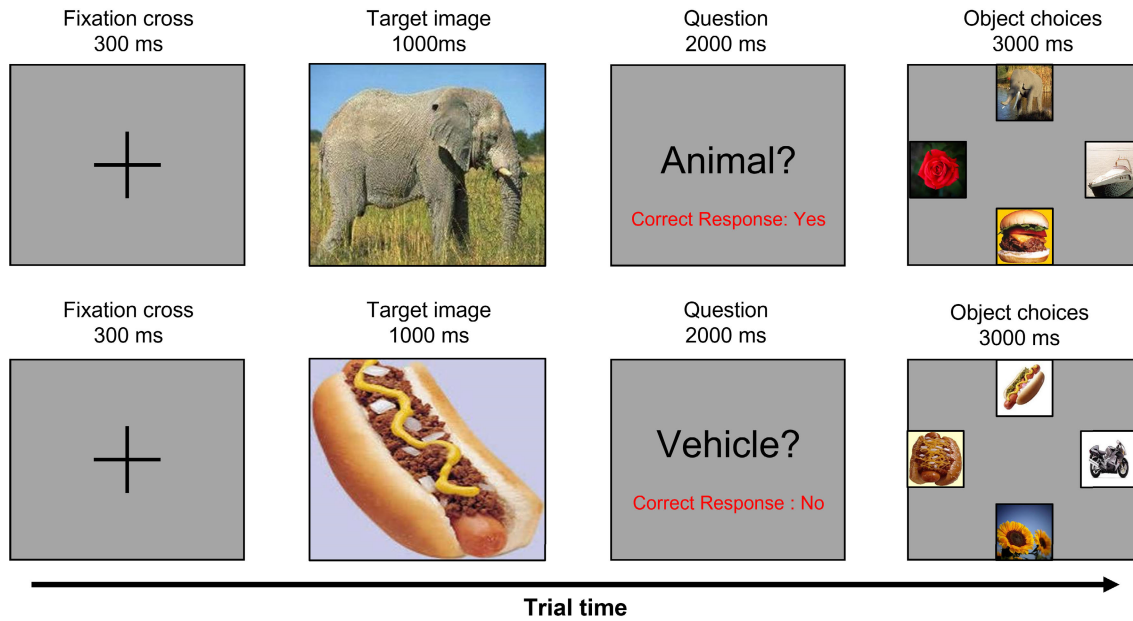 Fixation cross
300 ms
Target image
1000ms
Question
2000 ms
Object choices
3000 ms
Animal?
Correct Response: Yes
Fixation cross
300 ms
Target image
1000 ms
Question
2000 ms
Object choices
3000 ms
Vehicle?
Correct Response : No
Trial time